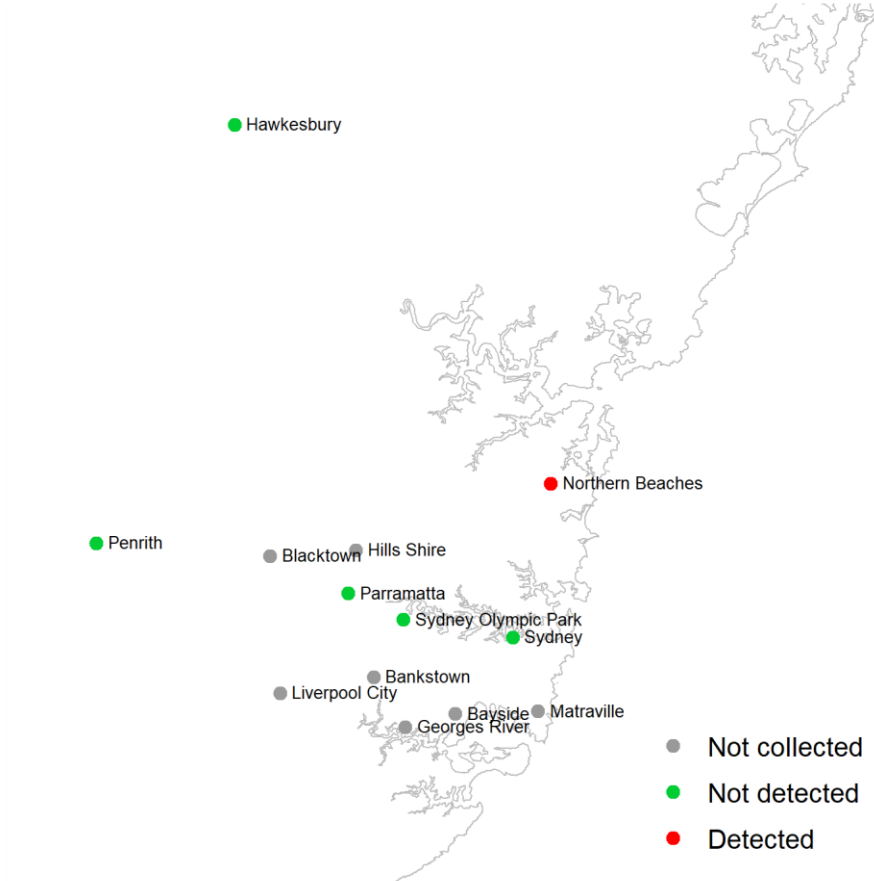 Hawkesbury
Northern Beaches
Penrith
Hills Shire
Blacktown
Parramatta
Sydney Olympic Park
Sydney
Bankstown
Liverpool City
Matraville
Bayside
Georges River
Not collected
Not detected
Detected